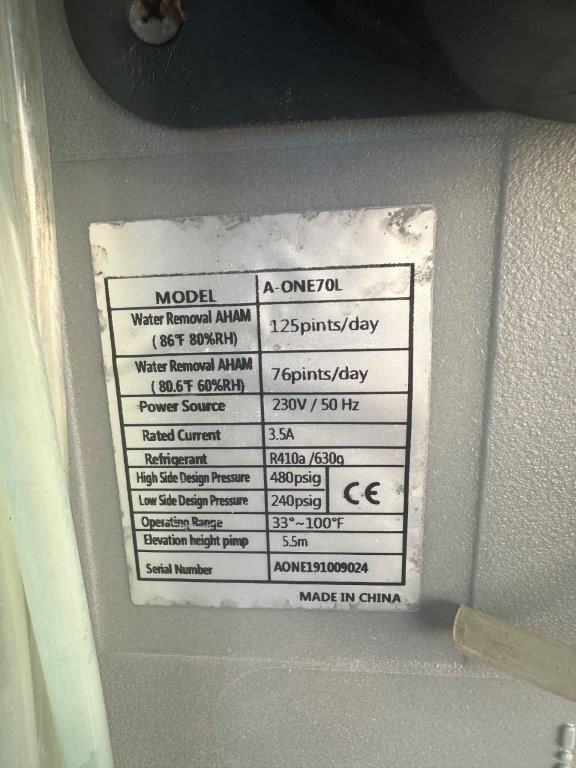 MODEL A-ONE70L
Water Removal AHAM
(86°F 80%RH) 125pints/day
Water Removal AHAM
(80.6°F 60%RH) 76pints/day
Power Source 230V / 50 Hz
Rated Current 3.5A
Refrigerant R410a /630g
High Side Design Pressure 480psig
Low Side Design Pressure 240psig CE
Operating Range 33°~100°F
Elevation height pimp 5.5m
Serial Number AONE191009024
MADE IN CHINA